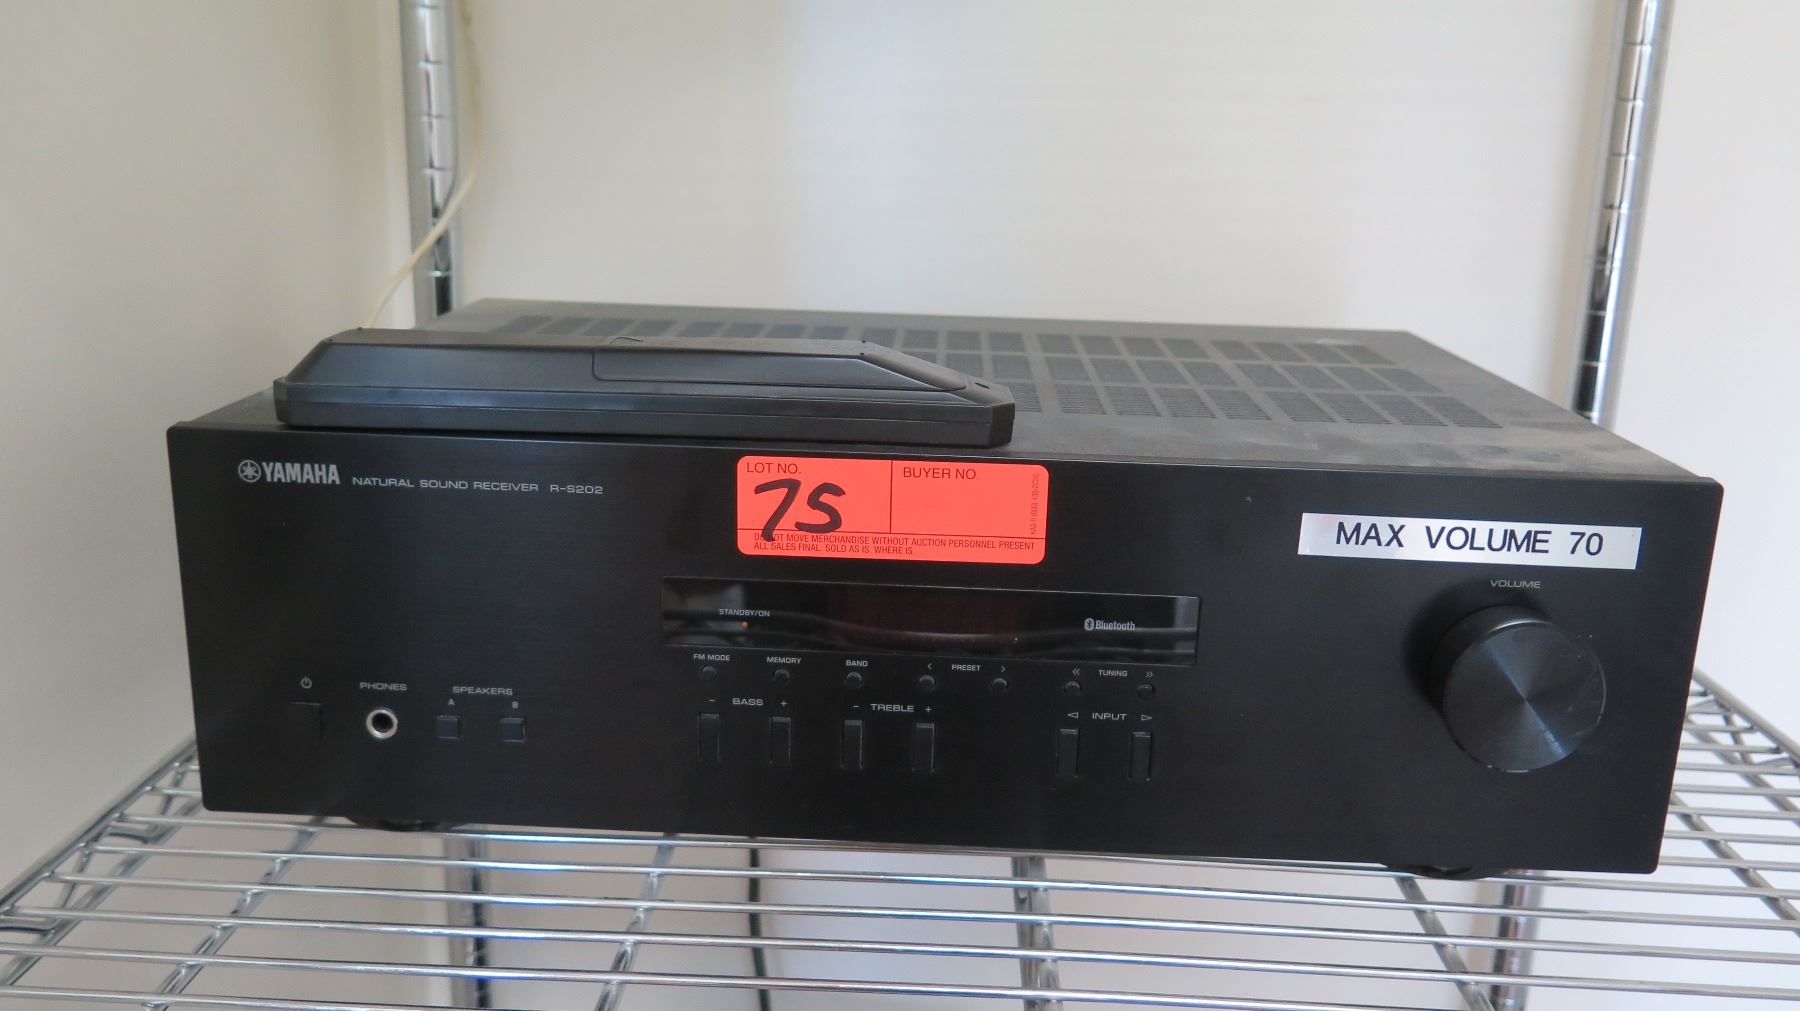 YAMAHA NATURAL SOUND RECEIVER R-S202
LOT NO. BUYER NO.
75
DO NOT MOVE MERCHANDISE WITHOUT AUCTION PERSONNEL PRESENT
ALL SALES FINAL. SOLD AS IS. WHERE IS.
MAX VOLUME 70
VOLUME
STANDBY/ON
Bluetooth
FM MODE MEMORY BAND < PRESET > << TUNING >>
PHONES SPEAKERS
A B
− BASS + − TREBLE + ◁ INPUT ▷